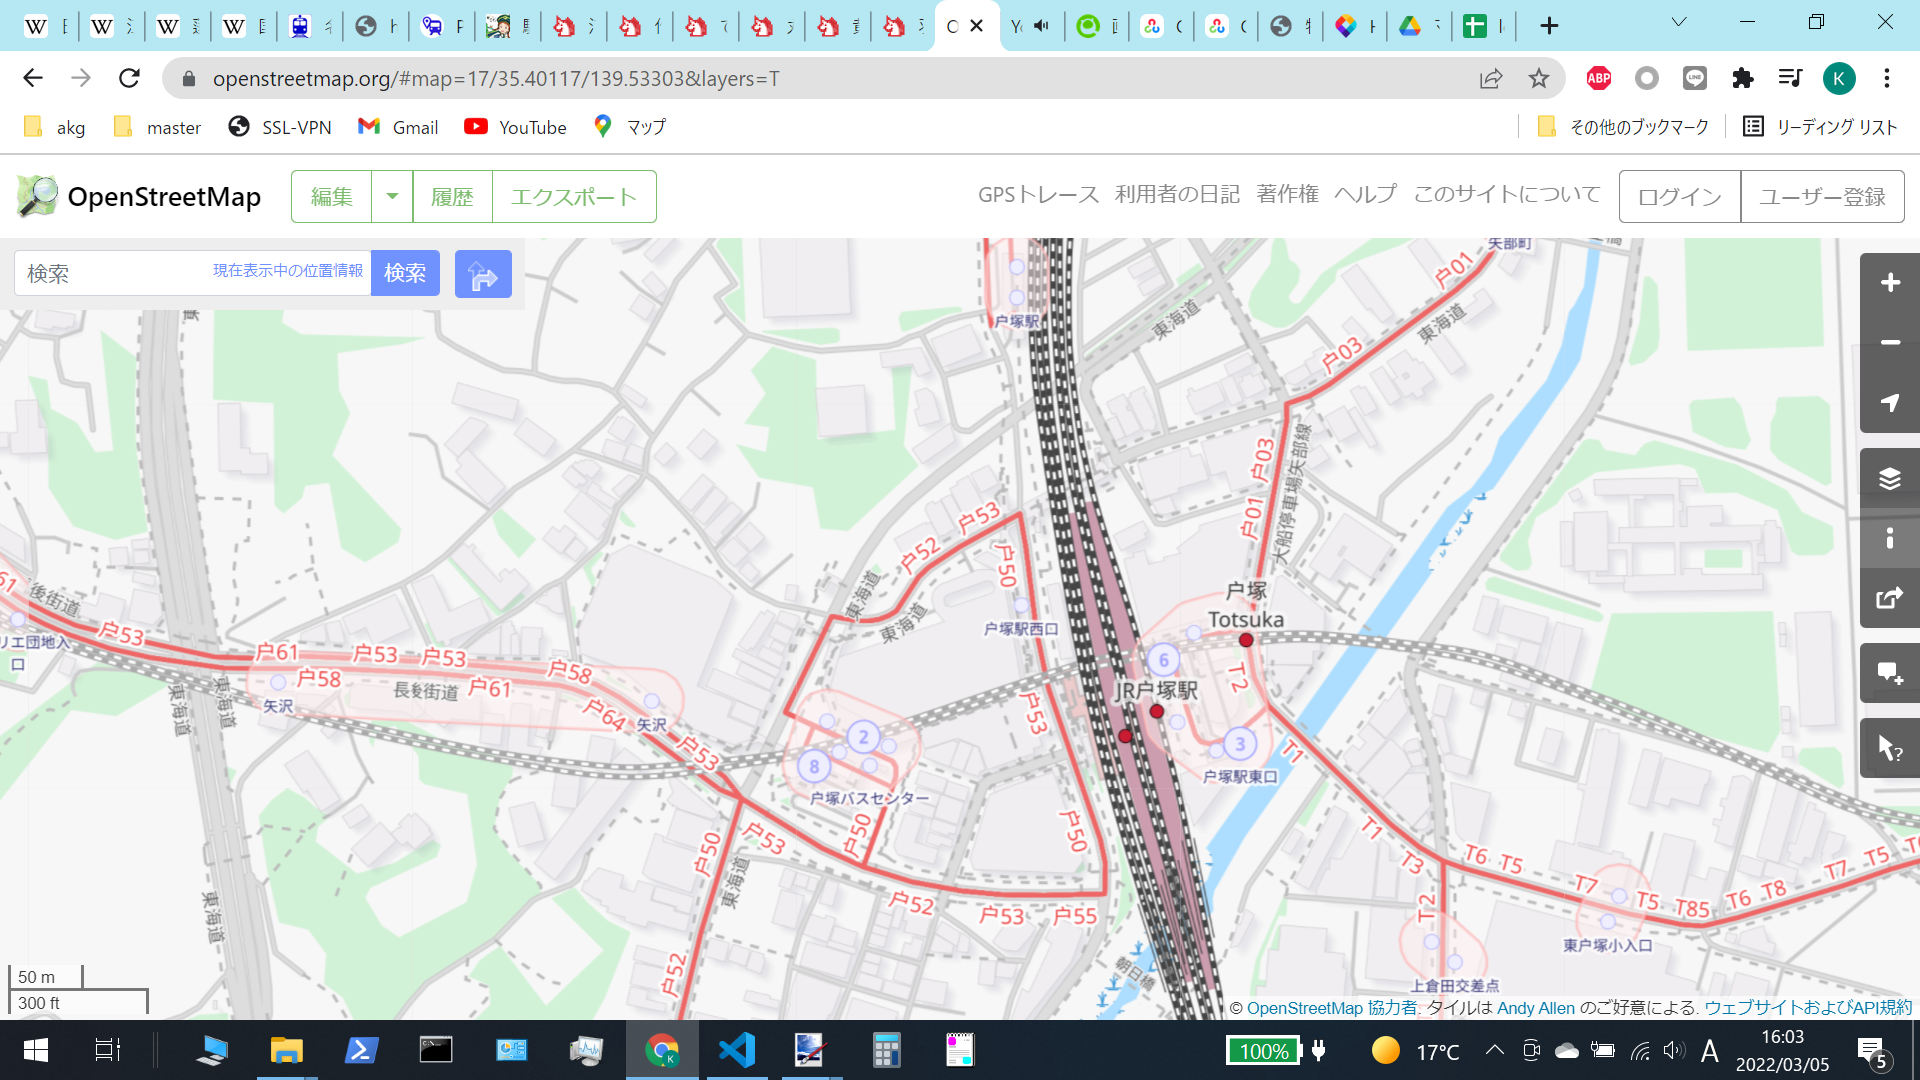 openstreetmap.org/#map=17/35.40117/139.53303&layers=T
ABP
LINE
K
akg
master
SSL-VPN
Gmail
YouTube
マップ
その他のブックマーク
リーディング リスト
OpenStreetMap
編集
履歴
エクスポート
GPSトレース
利用者の日記
著作権
ヘルプ
このサイトについて
ログイン
ユーザー登録
検索
現在表示中の位置情報
検索
矢部町
戸塚駅
東海道
戸01
戸03
東海道
戸01 戸03
大船停車場矢部線
戸52 戸53
東海道
東海道
戸50
戸塚駅西口
戸塚
Totsuka
T2
6
JR戸塚駅
3
戸塚駅東口
61
後街道
リエ団地入
口
戸53
戸61 戸53 戸53 戸58
戸58
長後街道
戸61
矢沢
戸64
矢沢
戸53
東海道
東海道
2
8
戸塚バスセンター
戸53
戸50
T1
T1
T3
T6 T5
T7
T5
T85
T6 T8
T7
T5
T2
東戸塚小入口
上倉田交差点
戸50
戸53
戸50
東海道
東海道
戸52
戸52
戸53
戸55
朝日橋
50 m
300 ft
© OpenStreetMap 協力者. タイルは Andy Allen のご好意による. ウェブサイトおよびAPI規約
100%
17°C
A
16:03
2022/03/05
5